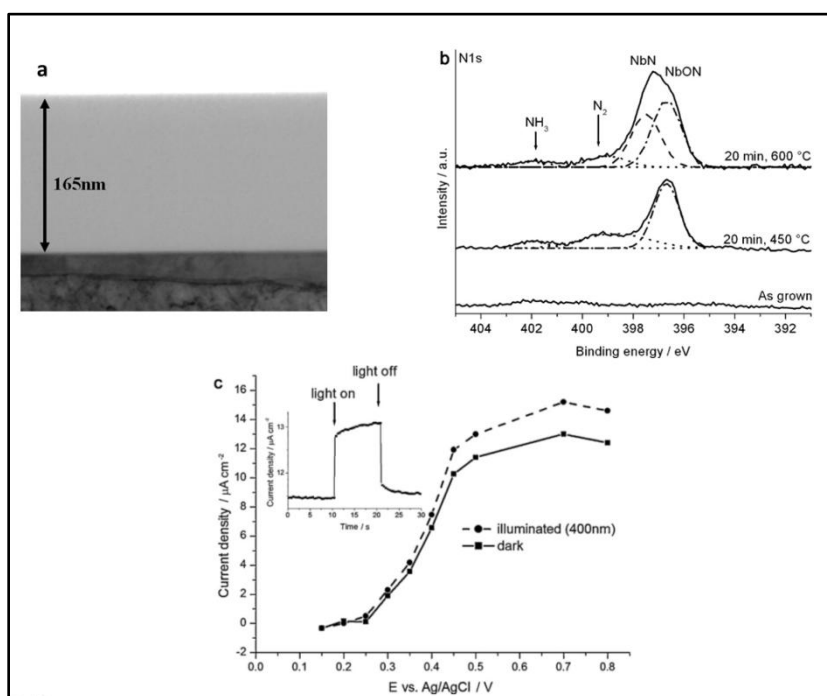 a
165nm
b
N1s
NbN
NbON
NH₃
N₂
20 min, 600 °C
20 min, 450 °C
As grown
Intensity / a.u.
404 402 400 398 396 394 392
Binding energy / eV
c
light off
light on
13
12
Current density / µA cm⁻²
0 5 10 15 20 25 30
Time / s
16
14
12
10
8
6
4
2
0
-2
Current density / µA cm⁻²
illuminated (400nm)
dark
0.0 0.1 0.2 0.3 0.4 0.5 0.6 0.7 0.8 0.9
E vs. Ag/AgCl / V